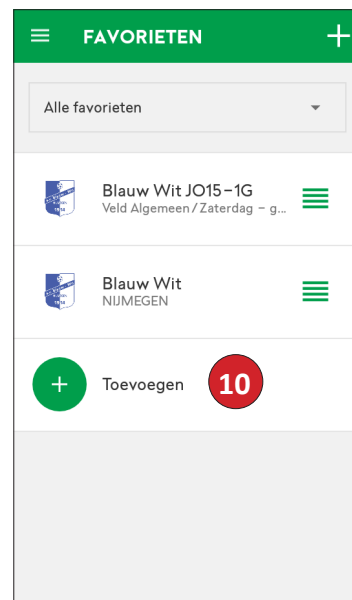 FAVORIETEN
Alle favorieten
Blauw Wit JO15-1G
Veld Algemeen / Zaterdag - g...
Blauw Wit
NIJMEGEN
Toevoegen
10